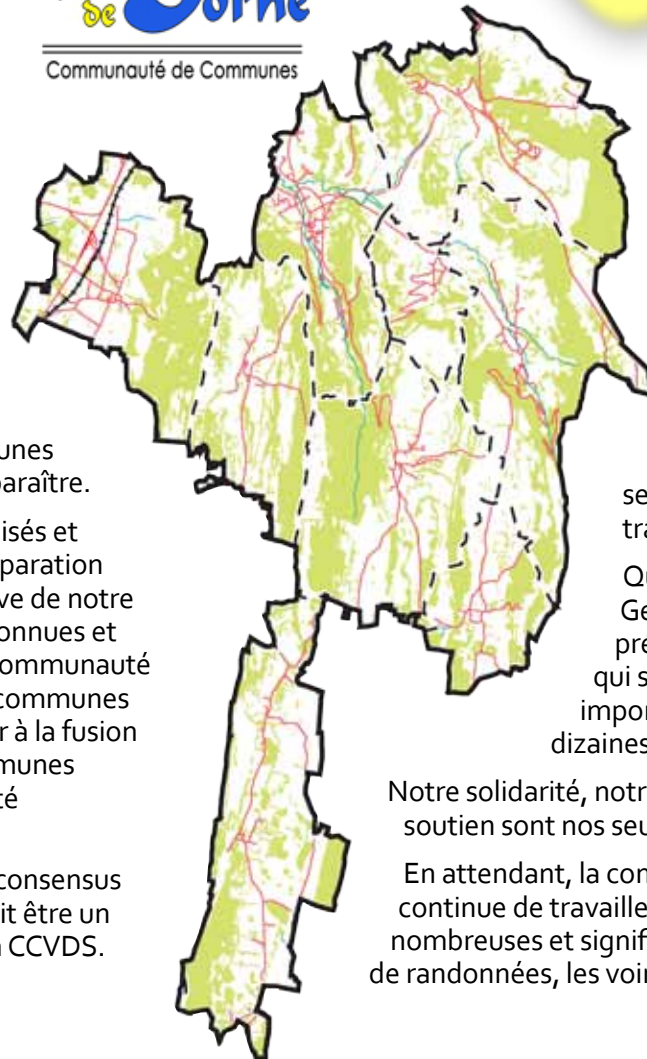 de Sorne
Communauté de Communes
unes
paraître.
isés et
paration
ve de notre
onnues et
ommunauté
communes
r à la fusion
munes
té
consensus
it être un
CCVDS.
se
tra
Qu
Ge
pre
qui s
impor
dizaines
Notre solidarité, notr
soutien sont nos seu
En attendant, la con
continue de travaille
nombreuses et signif
de randonnées, les voir